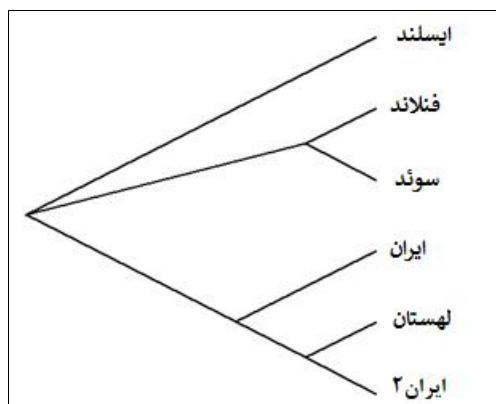 ایسلند
فنلاند
سوئد
ایران
لهستان
ایران۲